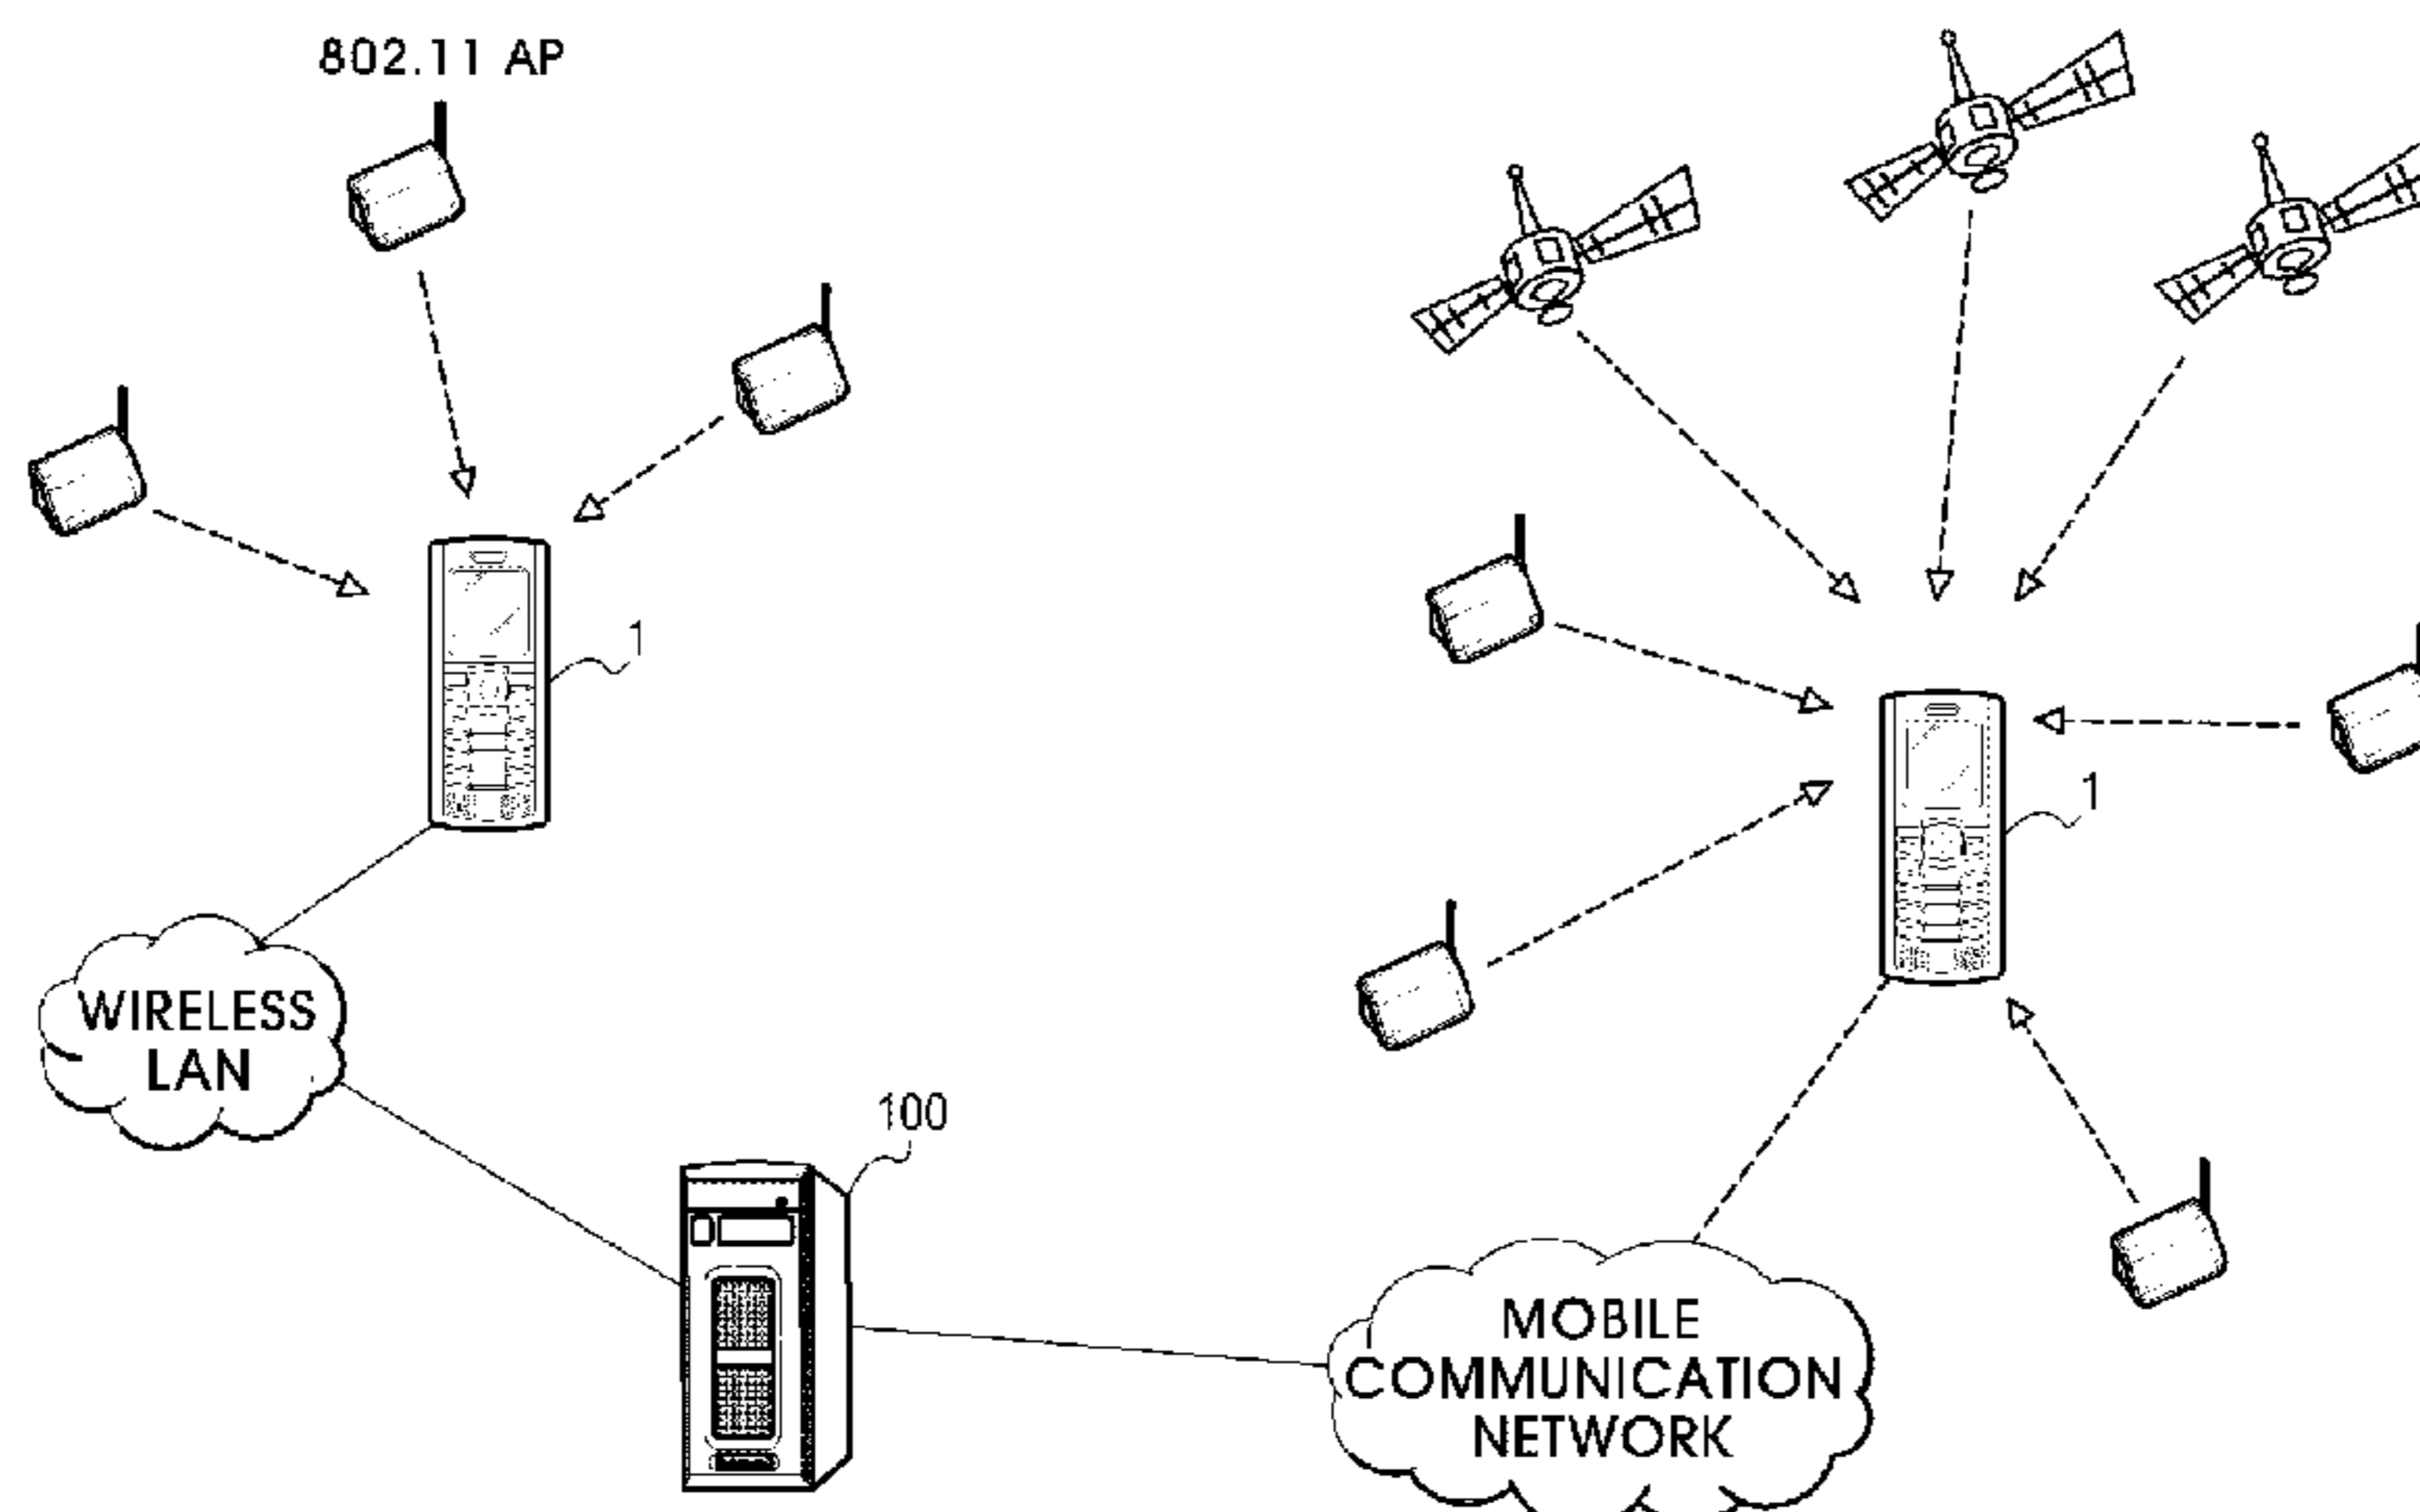 802.11 AP
1
1
WIRELESS
LAN
100
MOBILE
COMMUNICATION
NETWORK